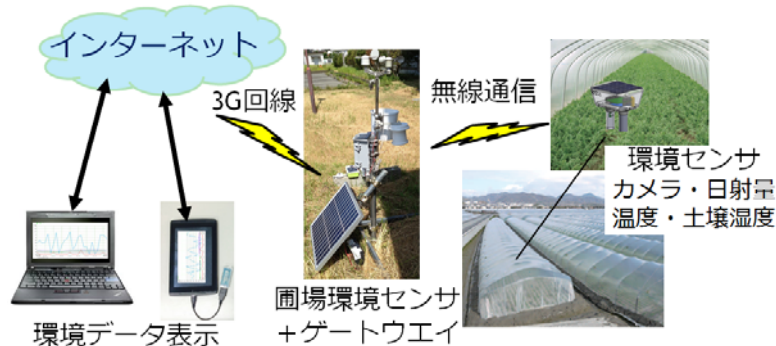 インターネット
3G回線
無線通信
環境センサ
カメラ・日射量
温度・土壌湿度
圃場環境センサ
+ゲートウエイ
環境データ表示